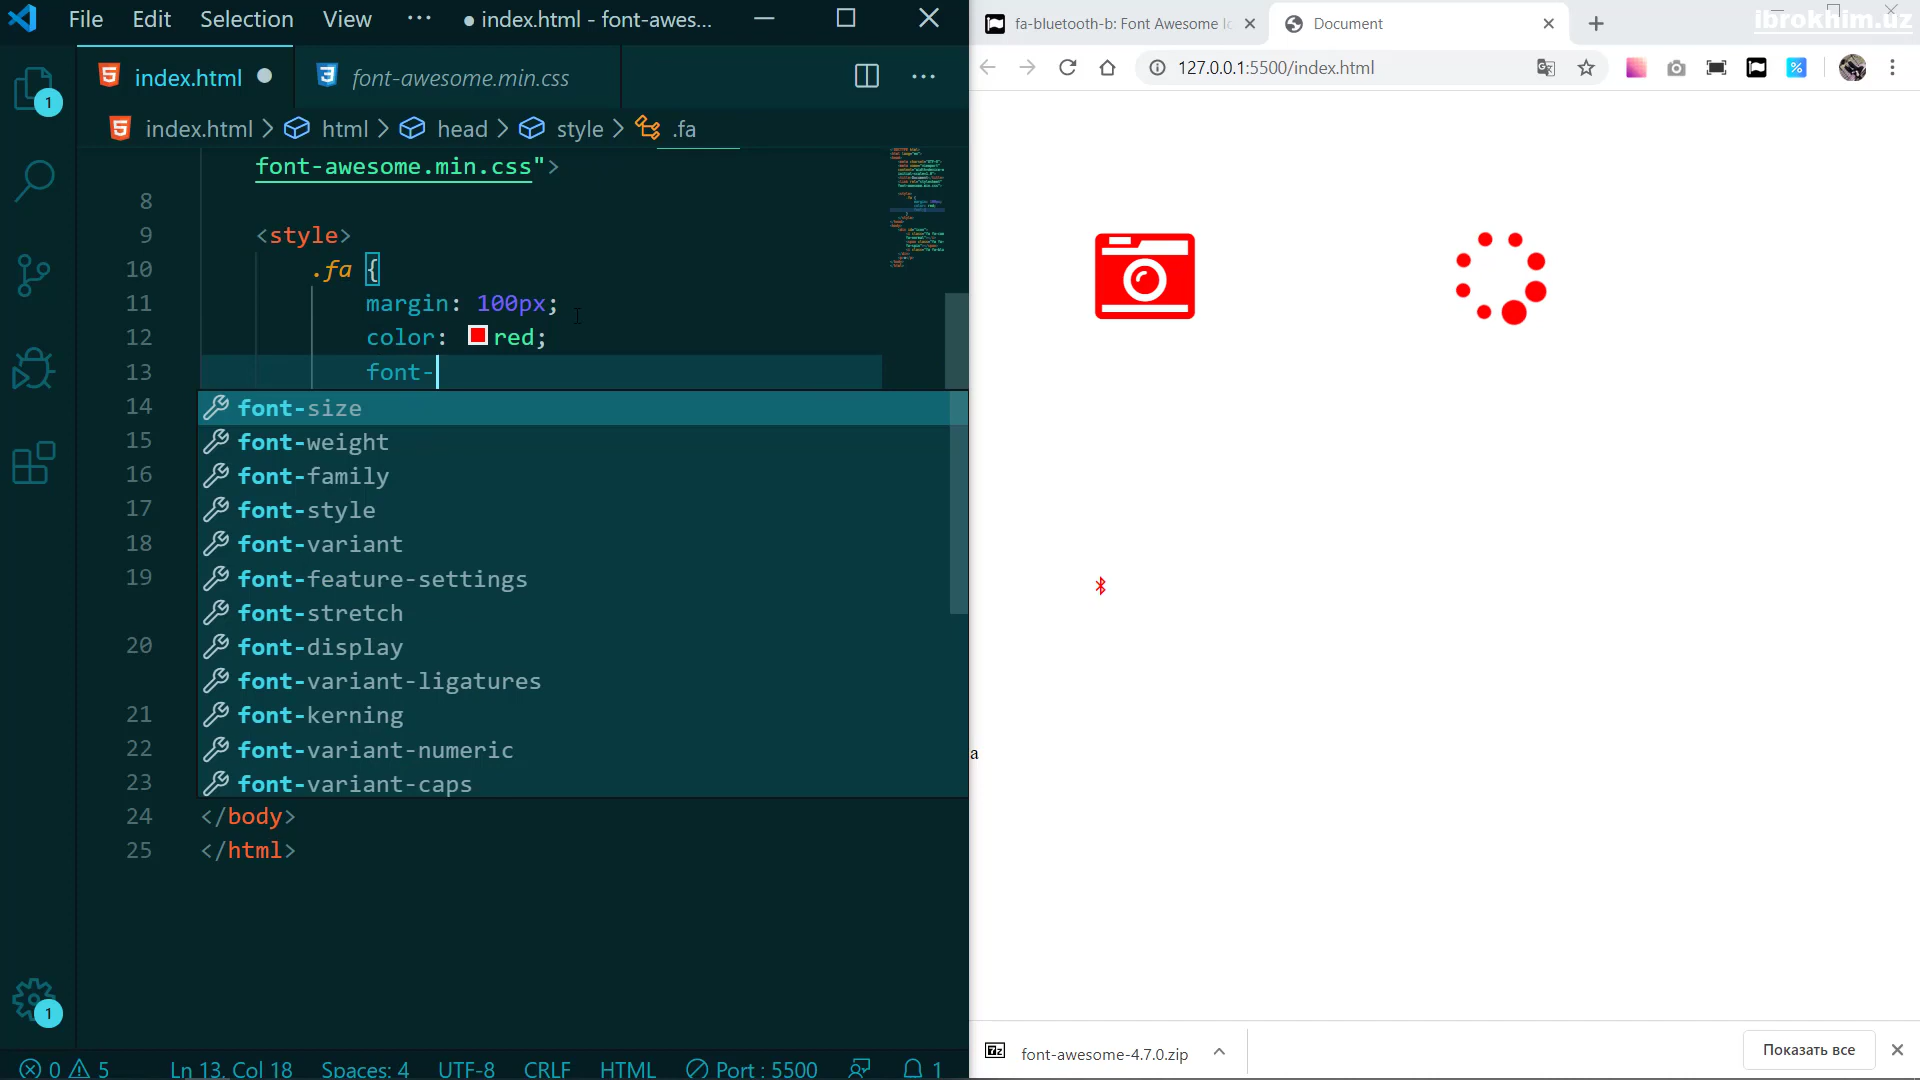 File Edit Selection View ··· ● index.html - font-awes...
index.html ● font-awesome.min.css ···
index.html > html > head > style > .fa
font-awesome.min.css">
8
9 <style>
10 .fa {
11 margin: 100px;
12 color: red;
13 font-
14 font-size
15 font-weight
16 font-family
17 font-style
18 font-variant
19 font-feature-settings
font-stretch
20 font-display
font-variant-ligatures
21 font-kerning
22 font-variant-numeric
23 font-variant-caps
24 </body>
25 </html>
1
1
0 5 Ln 13, Col 18 Spaces: 4 UTF-8 CRLF HTML Port : 5500 1
fa-bluetooth-b: Font Awesome Ic
Document
ibrokhim.uz
127.0.0.1:5500/index.html
a
7z font-awesome-4.7.0.zip
Показать все